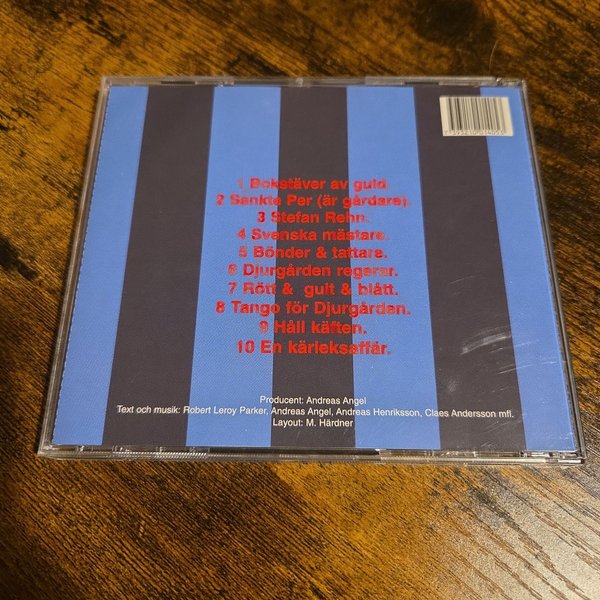 1 Bokstäver av guld.
2 Sankte Per (är gårdare).
3 Stefan Rehn.
4 Svenska mästare.
5 Bönder & tattare.
6 Djurgården regerar.
7 Rött & gult & blått.
8 Tango för Djurgården.
9 Håll käften.
10 En kärleksaffär.
Producent: Andreas Angel
Text och musik: Robert Leroy Parker, Andreas Angel, Andreas Henriksson, Claes Andersson mfl.
Layout: M. Härdner